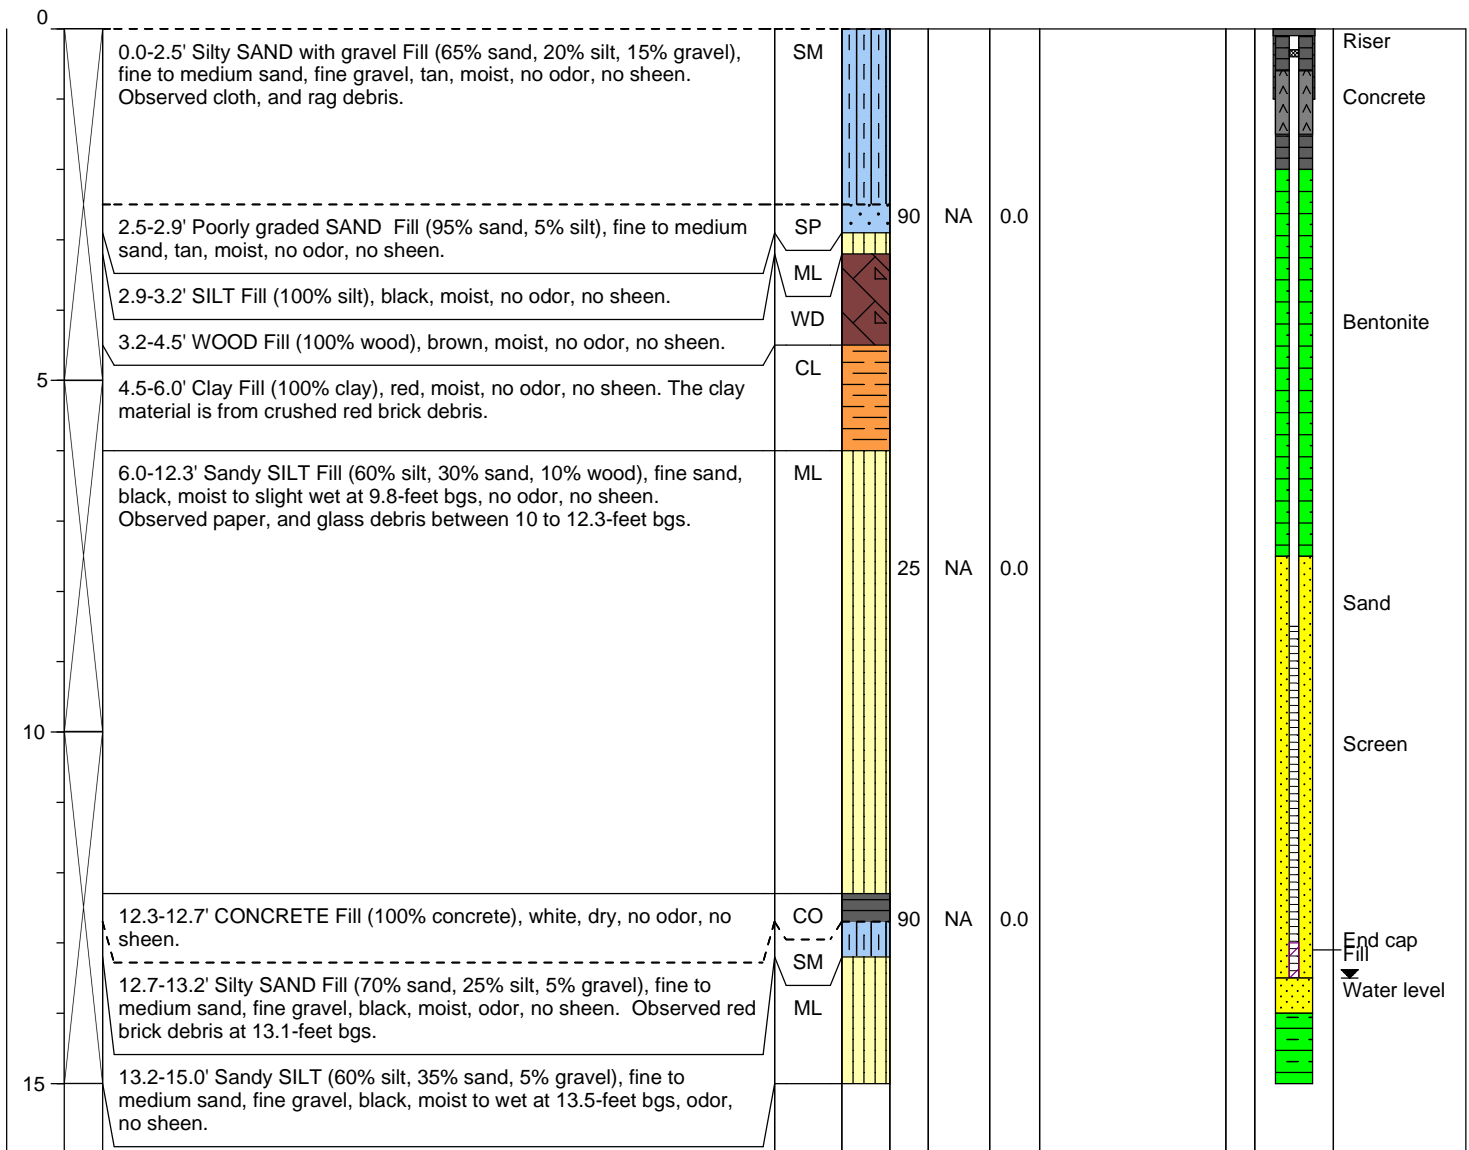 0
0.0-2.5' Silty SAND with gravel Fill (65% sand, 20% silt, 15% gravel),
fine to medium sand, fine gravel, tan, moist, no odor, no sheen.
Observed cloth, and rag debris.
SM
Riser
Concrete
2.5-2.9' Poorly graded SAND  Fill (95% sand, 5% silt), fine to medium
sand, tan, moist, no odor, no sheen.
SP
90 NA 0.0
2.9-3.2' SILT Fill (100% silt), black, moist, no odor, no sheen.
ML
3.2-4.5' WOOD Fill (100% wood), brown, moist, no odor, no sheen.
WD
Bentonite
5
4.5-6.0' Clay Fill (100% clay), red, moist, no odor, no sheen. The clay
material is from crushed red brick debris.
CL
6.0-12.3' Sandy SILT Fill (60% silt, 30% sand, 10% wood), fine sand,
black, moist to slight wet at 9.8-feet bgs, no odor, no sheen.
Observed paper, and glass debris between 10 to 12.3-feet bgs.
ML
25 NA 0.0
Sand
10
Screen
12.3-12.7' CONCRETE Fill (100% concrete), white, dry, no odor, no
sheen.
CO
90 NA 0.0
End cap
Fill
12.7-13.2' Silty SAND Fill (70% sand, 25% silt, 5% gravel), fine to
medium sand, fine gravel, black, moist, odor, no sheen.  Observed red
brick debris at 13.1-feet bgs.
SM
Water level
ML
15
13.2-15.0' Sandy SILT (60% silt, 35% sand, 5% gravel), fine to
medium sand, fine gravel, black, moist to wet at 13.5-feet bgs, odor,
no sheen.